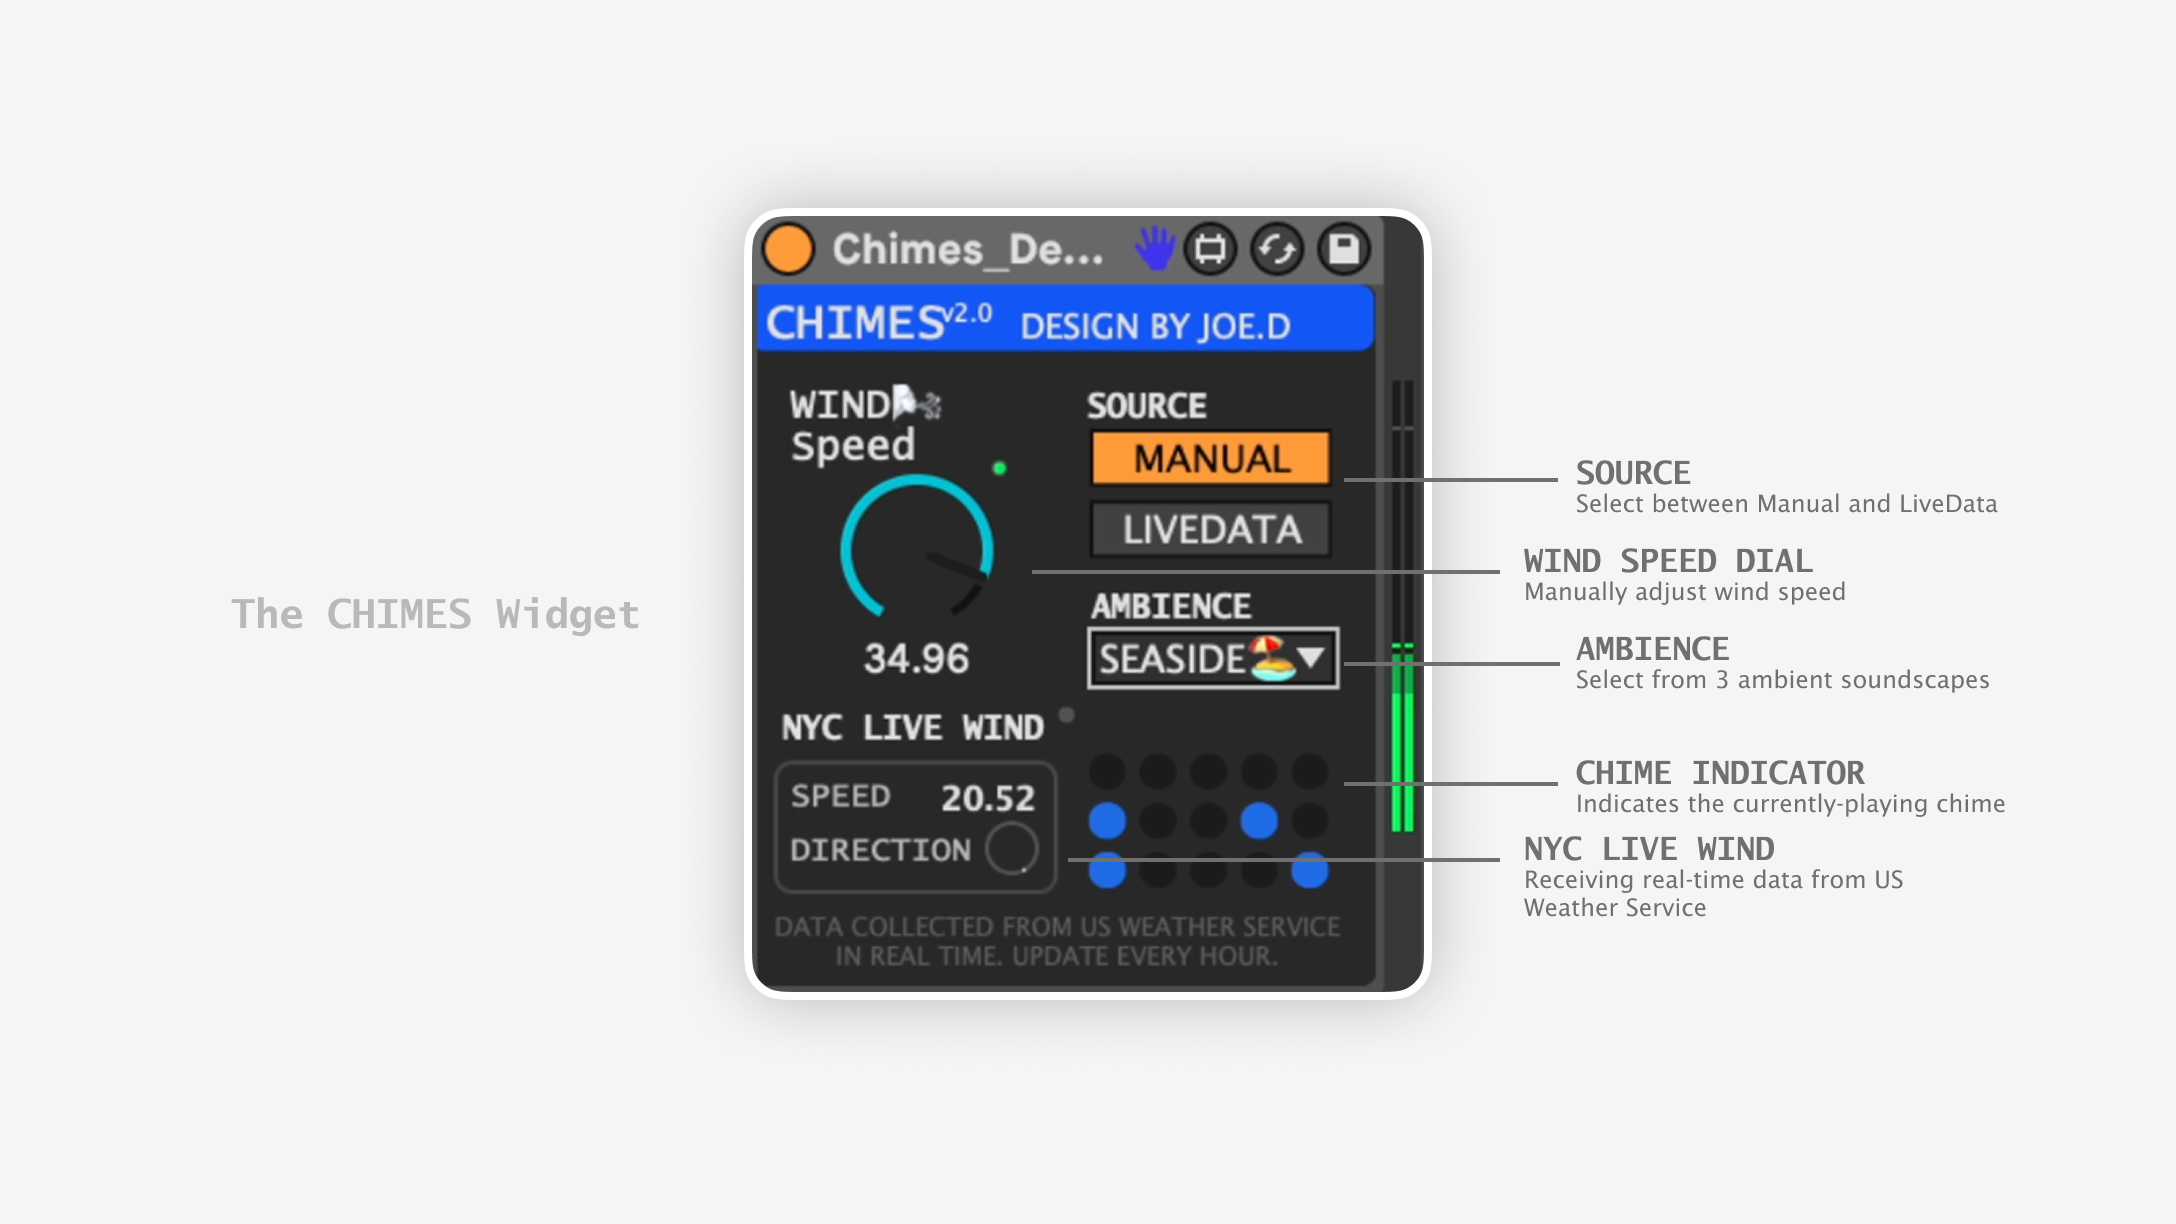 The CHIMES Widget
Chimes_De...
CHIMES v2.0 DESIGN BY JOE.D
WIND
Speed
34.96
SOURCE
MANUAL
LIVEDATA
AMBIENCE
SEASIDE
NYC LIVE WIND
SPEED 20.52
DIRECTION
DATA COLLECTED FROM US WEATHER SERVICE
IN REAL TIME. UPDATE EVERY HOUR.
SOURCE
Select between Manual and LiveData
WIND SPEED DIAL
Manually adjust wind speed
AMBIENCE
Select from 3 ambient soundscapes
CHIME INDICATOR
Indicates the currently-playing chime
NYC LIVE WIND
Receiving real-time data from US
Weather Service